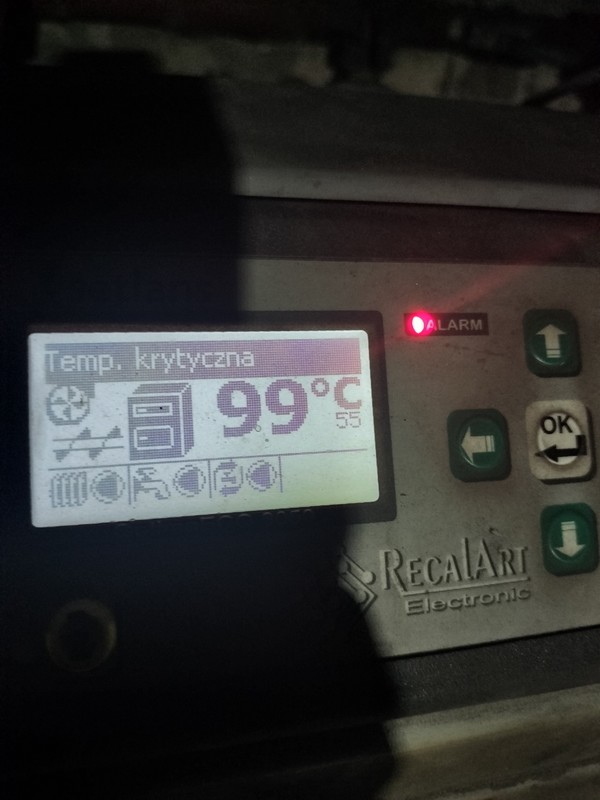 Temp. krytyczna
99°C
55
ALARM
OK
RECALART
Electronic